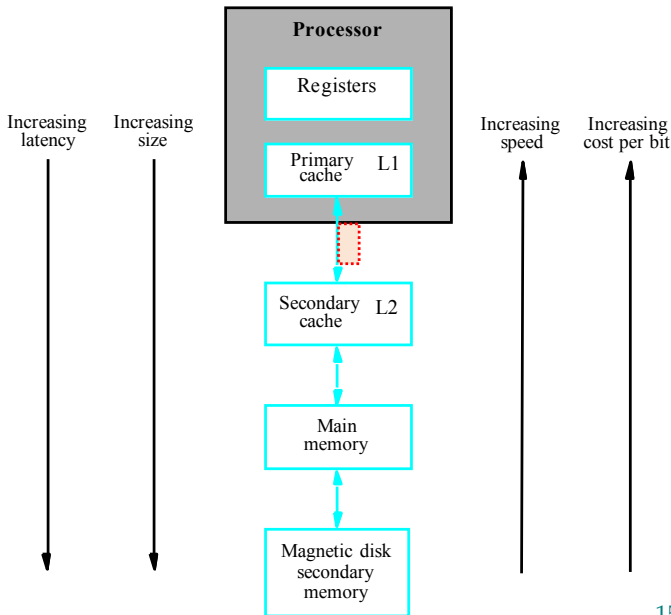 Processor
Registers
Increasing
latency
Increasing
size
Increasing
speed
Increasing
cost per bit
Primary
cache
L1
Secondary
cache
L2
Main
memory
Magnetic disk
secondary
memory